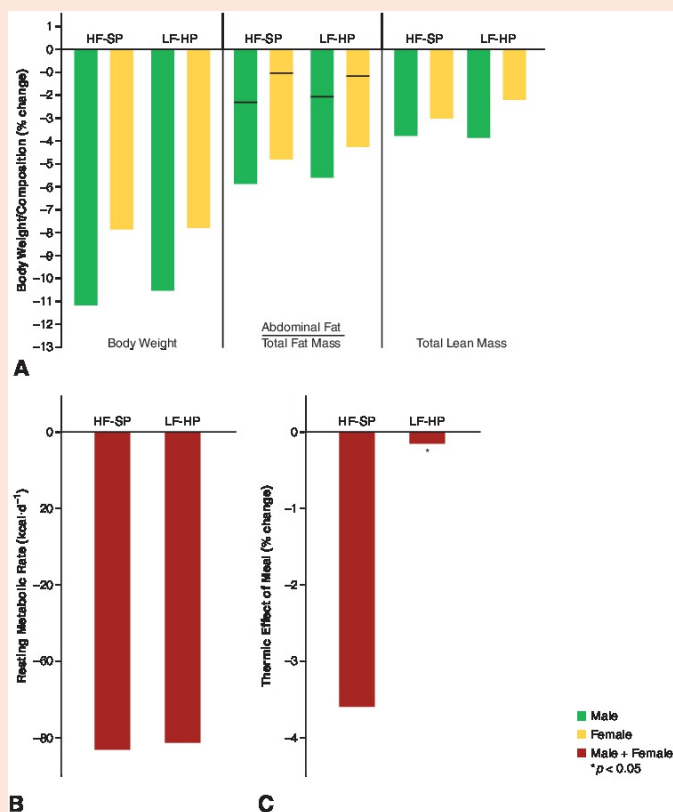 HF-SP LF-HP HF-SP LF-HP HF-SP LF-HP
Body Weight/Composition (% change)
1
0
–0
–1
–2
–3
–4
–5
–6
–7
–8
–9
–10
–11
–12
–13
Body Weight
Abdominal Fat
Total Fat Mass
Total Lean Mass
A
HF-SP LF-HP
Resting Metabolic Rate (kcal·d⁻¹)
0
20
–20
–60
–80
B
HF-SP LF-HP
Thermic Effect of Meal (% change)
0
–1
–2
–3
–4
*
C
Male
Female
Male + Female
*p < 0.05